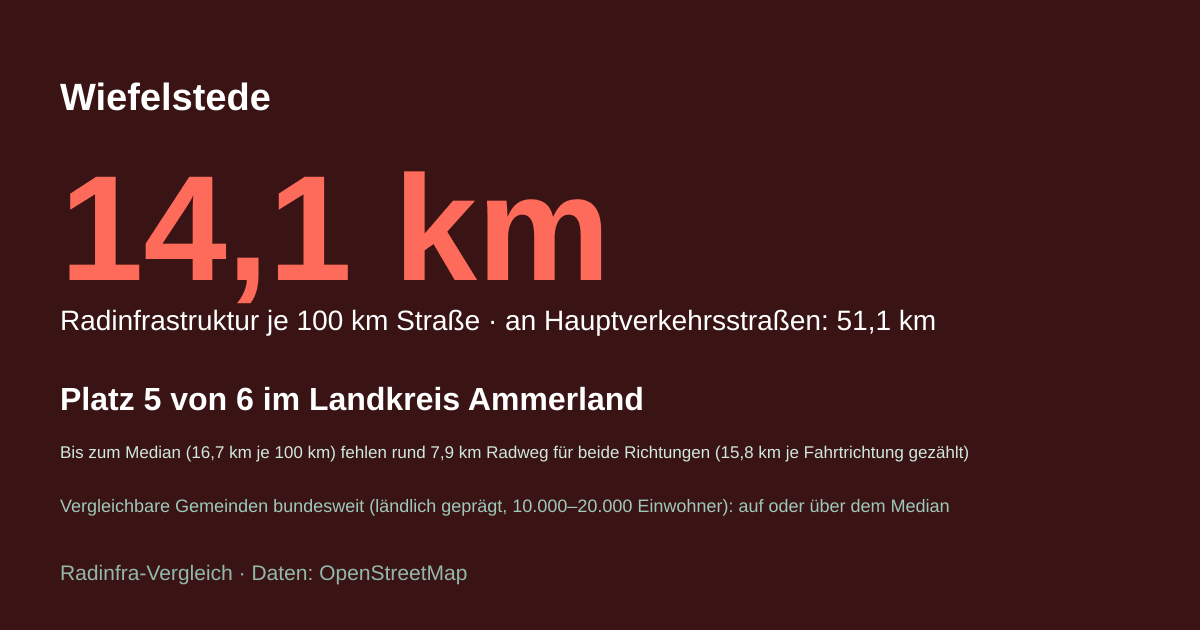 Wiefelstede
14,1 km
Radinfrastruktur je 100 km Straße · an Hauptverkehrsstraßen: 51,1 km
Platz 5 von 6 im Landkreis Ammerland
Bis zum Median (16,7 km je 100 km) fehlen rund 7,9 km Radweg für beide Richtungen (15,8 km je Fahrtrichtung gezählt)
Vergleichbare Gemeinden bundesweit (ländlich geprägt, 10.000–20.000 Einwohner): auf oder über dem Median
Radinfra-Vergleich · Daten: OpenStreetMap